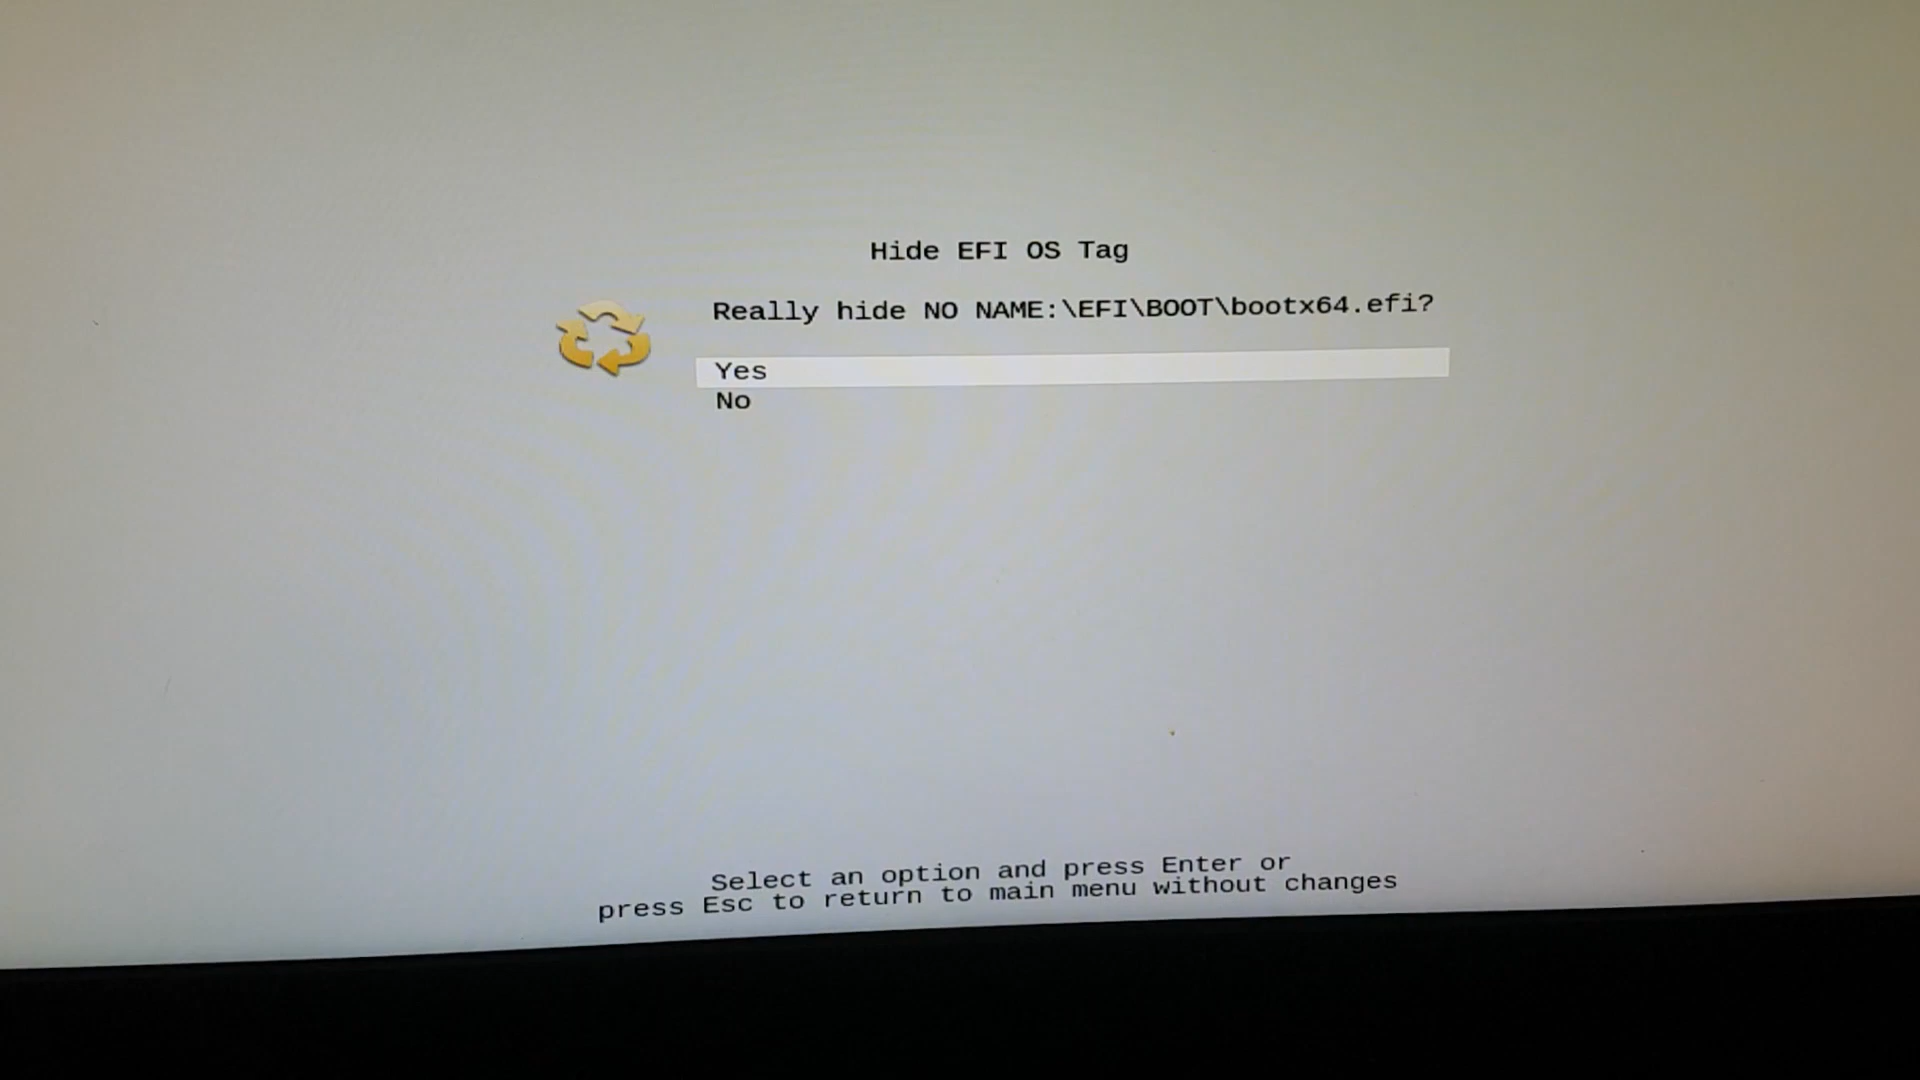 Hide EFI OS Tag
Really hide NO NAME:\EFI\BOOT\bootx64.efi?
Yes
No
Select an option and press Enter or
press Esc to return to main menu without changes